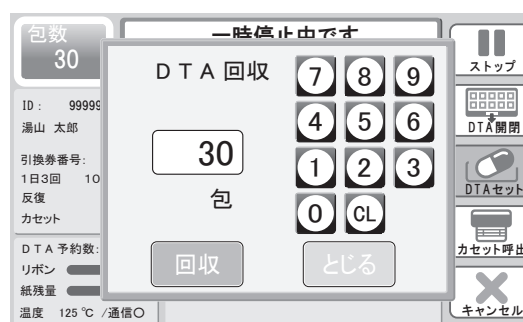 包数
30
一時停止中です
ID： 99999
湯山 太郎
引換券番号：
1日3回 10
反復
カセット
DTA予約数：
リボン
紙残量
温度 125℃ /通信〇
DTA 回収
30
包
7 8 9
4 5 6
1 2 3
0 CL
回収
とじる
ストップ
DTA開閉
DTAセット
カセット呼出
キャンセル